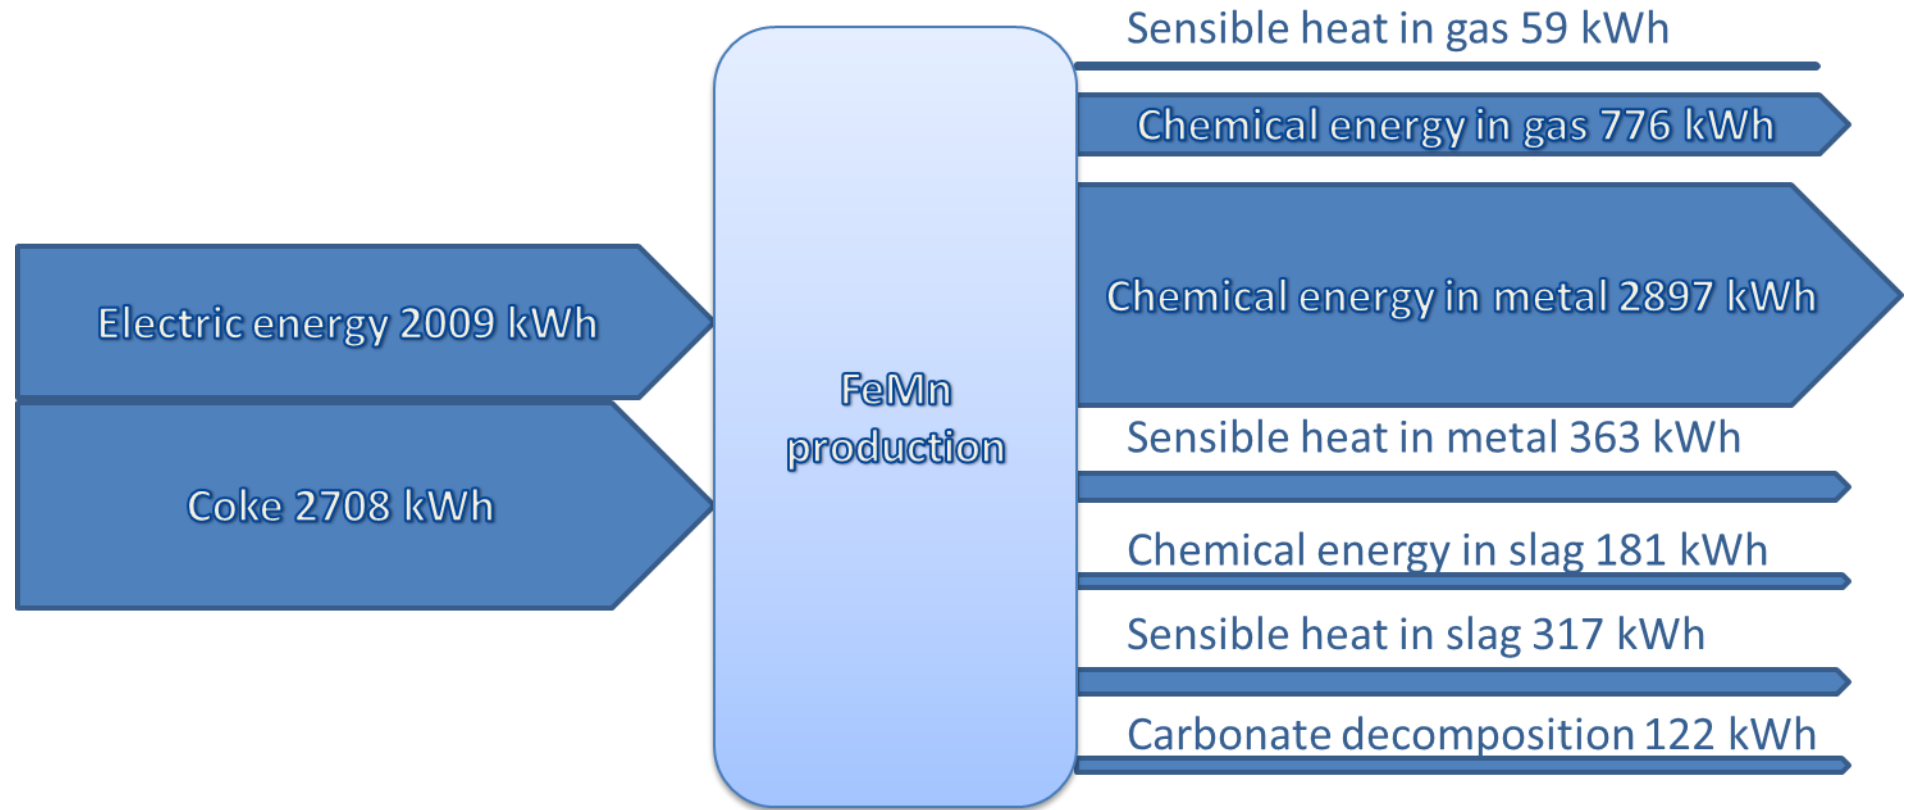 Sensible heat in gas 59 kWh
Chemical energy in gas 776 kWh
Chemical energy in metal 2897 kWh
Electric energy 2009 kWh
FeMn
production
Sensible heat in metal 363 kWh
Coke 2708 kWh
Chemical energy in slag 181 kWh
Sensible heat in slag 317 kWh
Carbonate decomposition 122 kWh